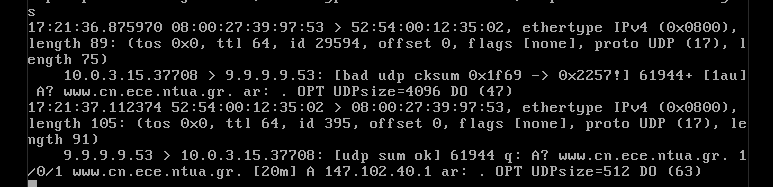 s
17:21:36.875970 08:00:27:39:97:53 > 52:54:00:12:35:02, ethertype IPv4 (0x0800),
length 89: (tos 0x0, ttl 64, id 29594, offset 0, flags [none], proto UDP (17), l
ength 75)
    10.0.3.15.37708 > 9.9.9.9.53: [bad udp cksum 0x1f69 -> 0x2257!] 61944+ [1au]
A? www.cn.ece.ntua.gr. ar: . OPT UDPsize=4096 DO (47)
17:21:37.112374 52:54:00:12:35:02 > 08:00:27:39:97:53, ethertype IPv4 (0x0800),
length 105: (tos 0x0, ttl 64, id 395, offset 0, flags [none], proto UDP (17), le
ngth 91)
    9.9.9.9.53 > 10.0.3.15.37708: [udp sum ok] 61944 q: A? www.cn.ece.ntua.gr. 1
/0/1 www.cn.ece.ntua.gr. [20m] A 147.102.40.1 ar: . OPT UDPsize=512 DO (63)